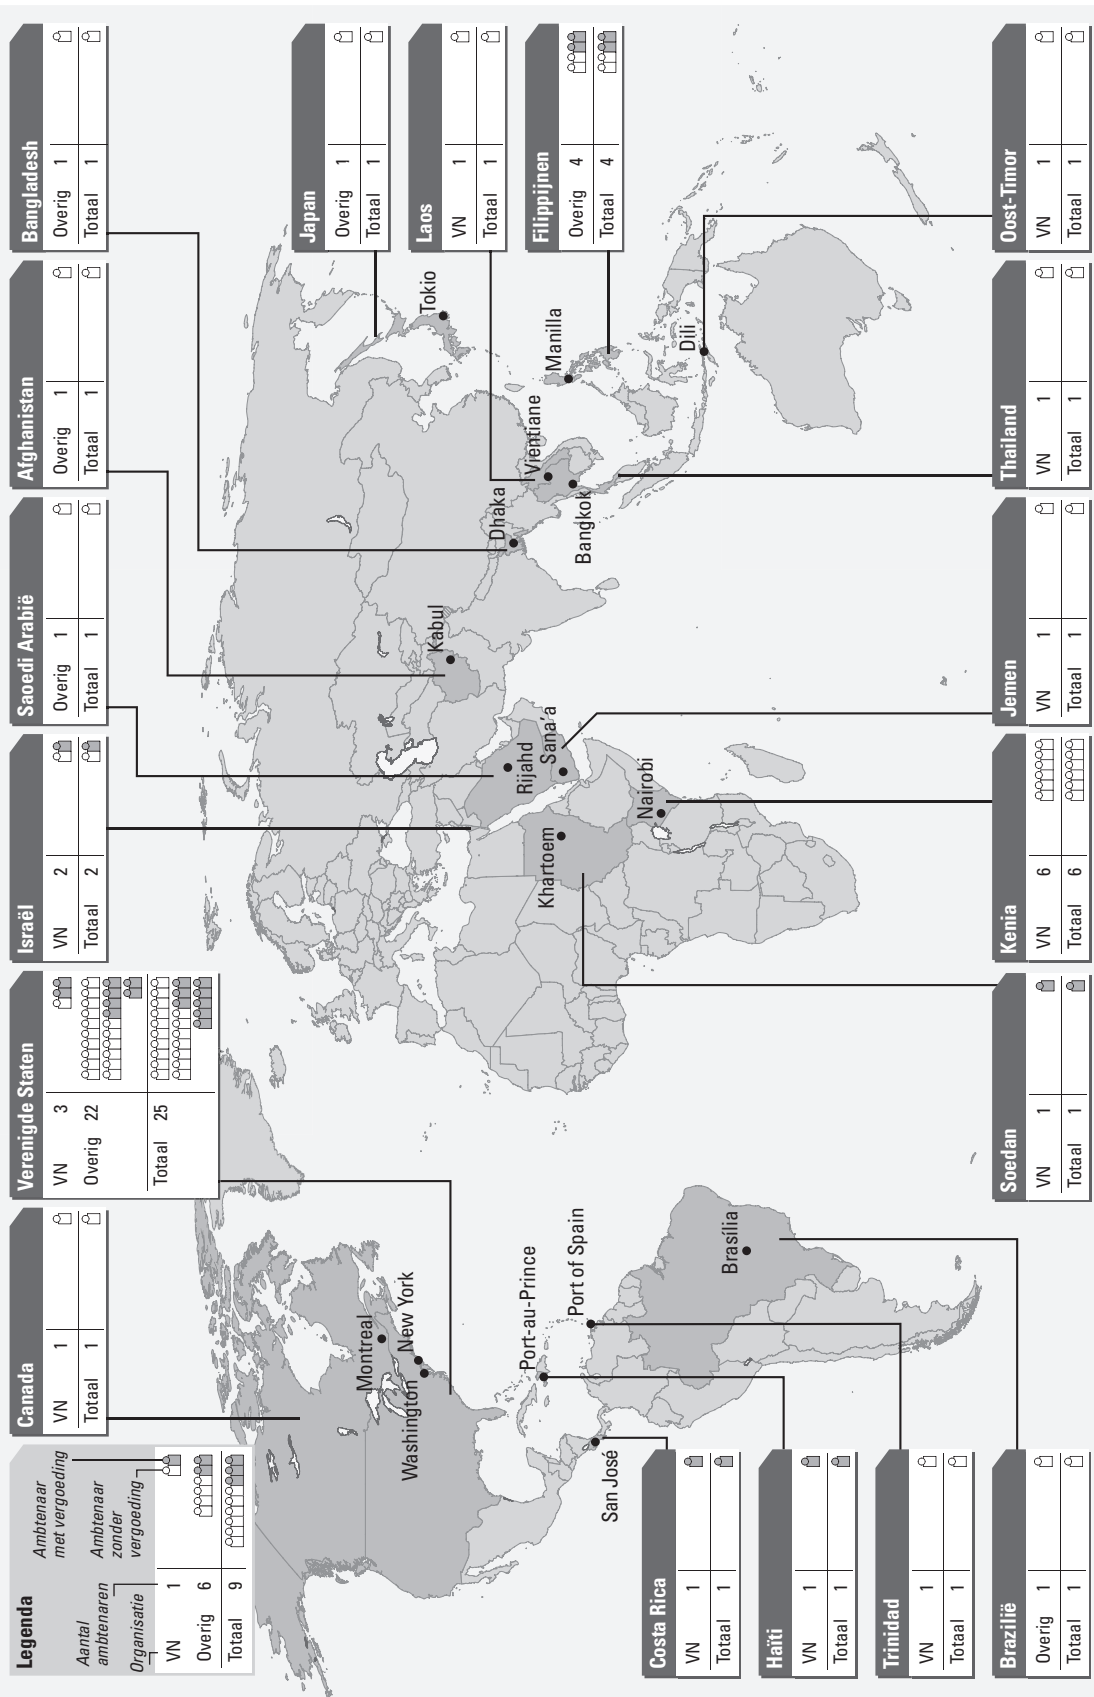 Legenda
Ambtenaar
met vergoeding
Ambtenaar
zonder
vergoeding
Aantal
ambtenaren
Organisatie
VN 1
Overig 6
Totaal 9
Canada
VN 1
Totaal 1
Verenigde Staten
VN 3
Overig 22
Totaal 25
Israël
VN 2
Totaal 2
Saoedi Arabië
Overig 1
Totaal 1
Afghanistan
Overig 1
Totaal 1
Bangladesh
Overig 1
Totaal 1
Japan
Overig 1
Totaal 1
Laos
VN 1
Totaal 1
Filippijnen
Overig 4
Totaal 4
Montreal
New York
Washington
Port-au-Prince
Port of Spain
San José
Brasília
Khartoem
Rijahd
Sana’a
Nairobi
Kabul
Dhaka
Vientiane
Bangkok
Manilla
Tokio
Dili
Costa Rica
VN 1
Totaal 1
Haïti
VN 1
Totaal 1
Trinidad
VN 1
Totaal 1
Brazilië
Overig 1
Totaal 1
Soedan
VN 1
Totaal 1
Kenia
VN 6
Totaal 6
Jemen
VN 1
Totaal 1
Thailand
VN 1
Totaal 1
Oost-Timor
VN 1
Totaal 1